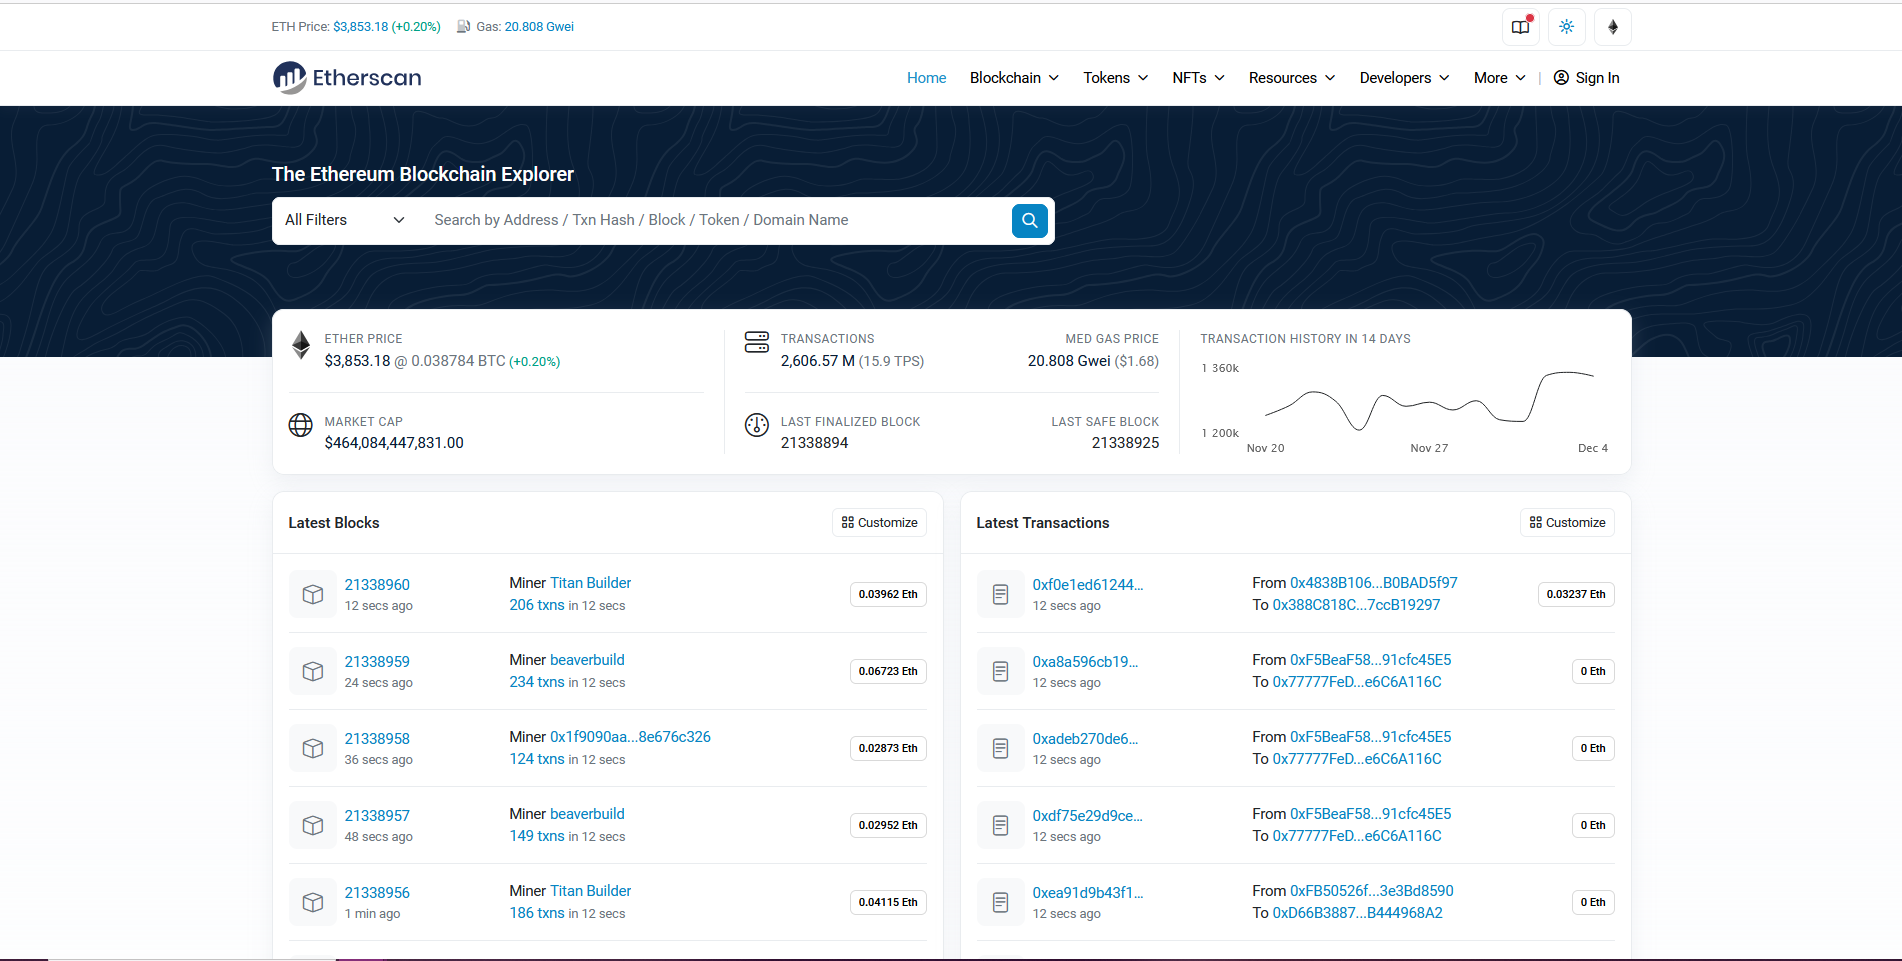 ETH Price: $3,853.18 (+0.20%) Gas: 20.808 Gwei
Etherscan
Home Blockchain Tokens NFTs Resources Developers More | Sign In
The Ethereum Blockchain Explorer
All Filters Search by Address / Txn Hash / Block / Token / Domain Name
ETHER PRICE
$3,853.18 @ 0.038784 BTC (+0.20%)
MARKET CAP
$464,084,447,831.00
TRANSACTIONS
2,606.57 M (15.9 TPS)
MED GAS PRICE
20.808 Gwei ($1.68)
LAST FINALIZED BLOCK
21338894
LAST SAFE BLOCK
21338925
TRANSACTION HISTORY IN 14 DAYS
1 360k
1 200k
Nov 20 Nov 27 Dec 4
Latest Blocks
Customize
21338960
12 secs ago
Miner Titan Builder
206 txns in 12 secs
0.03962 Eth
21338959
24 secs ago
Miner beaverbuild
234 txns in 12 secs
0.06723 Eth
21338958
36 secs ago
Miner 0x1f9090aa...8e676c326
124 txns in 12 secs
0.02873 Eth
21338957
48 secs ago
Miner beaverbuild
149 txns in 12 secs
0.02952 Eth
21338956
1 min ago
Miner Titan Builder
186 txns in 12 secs
0.04115 Eth
Latest Transactions
Customize
0xf0e1ed61244...
12 secs ago
From 0x4838B106...B0BAD5f97
To 0x388C818C...7ccB19297
0.03237 Eth
0xa8a596cb19...
12 secs ago
From 0xF5BeaF58...91cfc45E5
To 0x77777FeD...e6C6A116C
0 Eth
0xadeb270de6...
12 secs ago
From 0xF5BeaF58...91cfc45E5
To 0x77777FeD...e6C6A116C
0 Eth
0xdf75e29d9ce...
12 secs ago
From 0xF5BeaF58...91cfc45E5
To 0x77777FeD...e6C6A116C
0 Eth
0xea91d9b43f1...
12 secs ago
From 0xFB50526f...3e3Bd8590
To 0xD66B3887...B444968A2
0 Eth